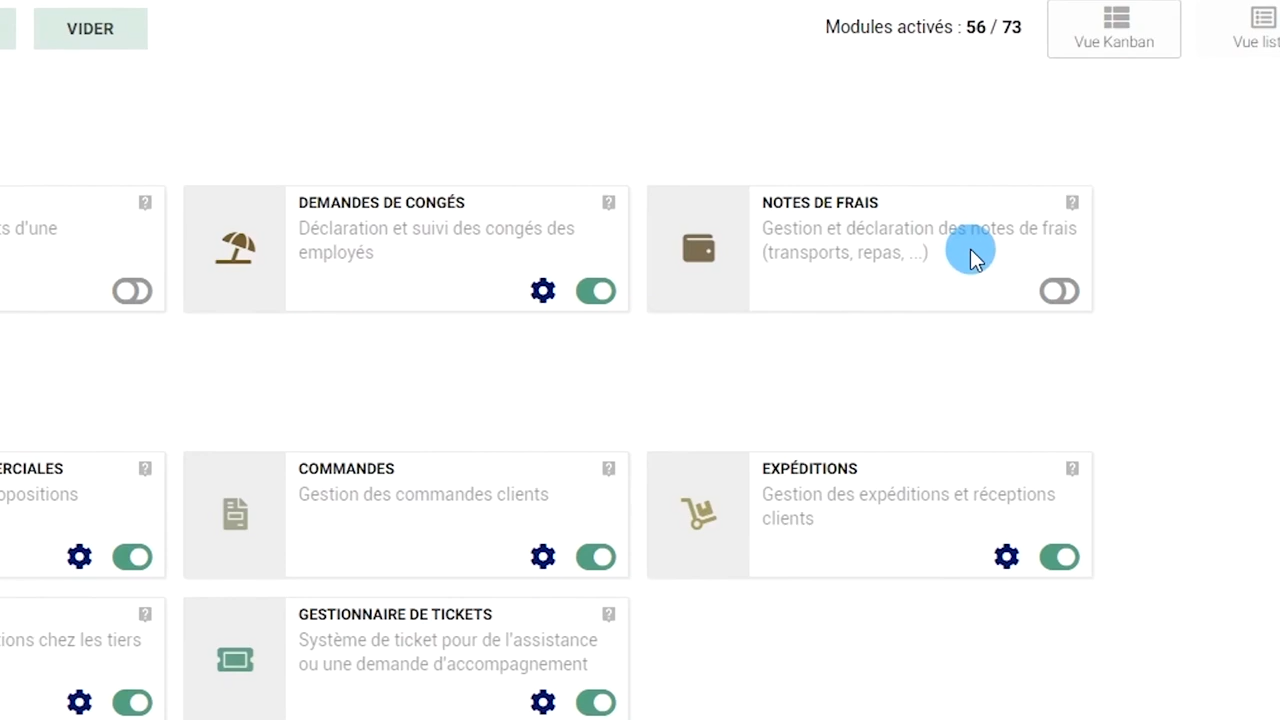 VIDER
Modules activés : 56 / 73
Vue Kanban
Vue list
DEMANDES DE CONGÉS
Déclaration et suivi des congés des
employés
NOTES DE FRAIS
Gestion et déclaration des notes de frais
(transports, repas, ...)
s d'une
ERCIALES
opositions
COMMANDES
Gestion des commandes clients
EXPÉDITIONS
Gestion des expéditions et réceptions
clients
tions chez les tiers
GESTIONNAIRE DE TICKETS
Système de ticket pour de l'assistance
ou une demande d'accompagnement